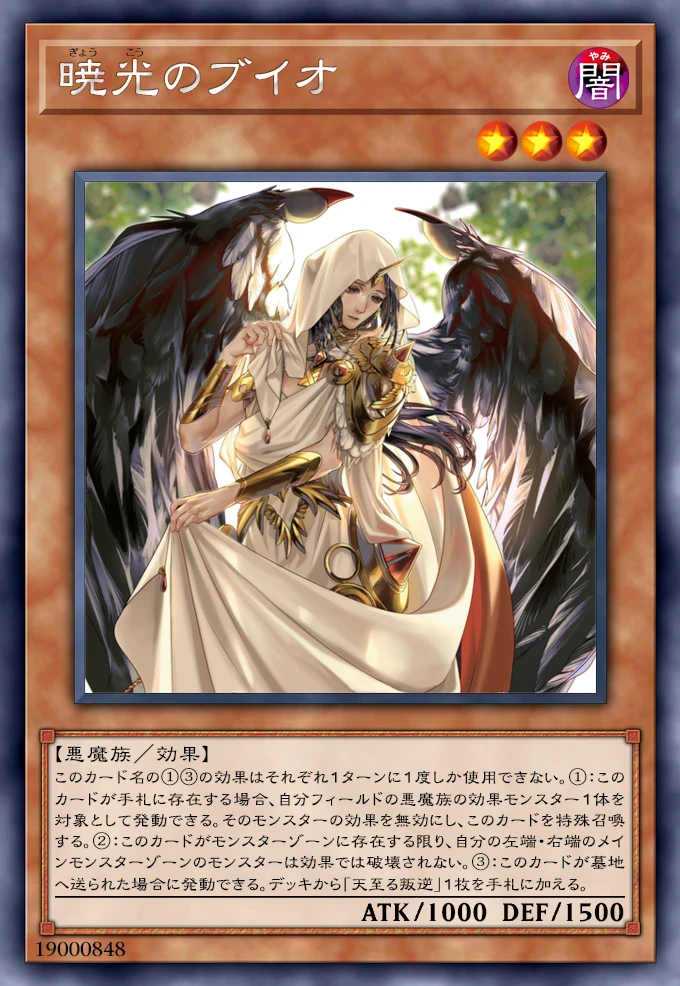 ぎょう こう
暁光のブイオ
やみ
闇
【悪魔族/効果】
このカード名の①③の効果はそれぞれ1ターンに1度しか使用できない。①:この
カードが手札に存在する場合、自分フィールドの悪魔族の効果モンスター1体を
対象として発動できる。そのモンスターの効果を無効にし、このカードを特殊召喚
する。②:このカードがモンスターゾーンに存在する限り、自分の左端・右端のメイ
ンモンスターゾーンのモンスターは効果では破壊されない。③:このカードが墓地
へ送られた場合に発動できる。デッキから「天至る叛逆」1枚を手札に加える。
ATK/1000 DEF/1500
19000848